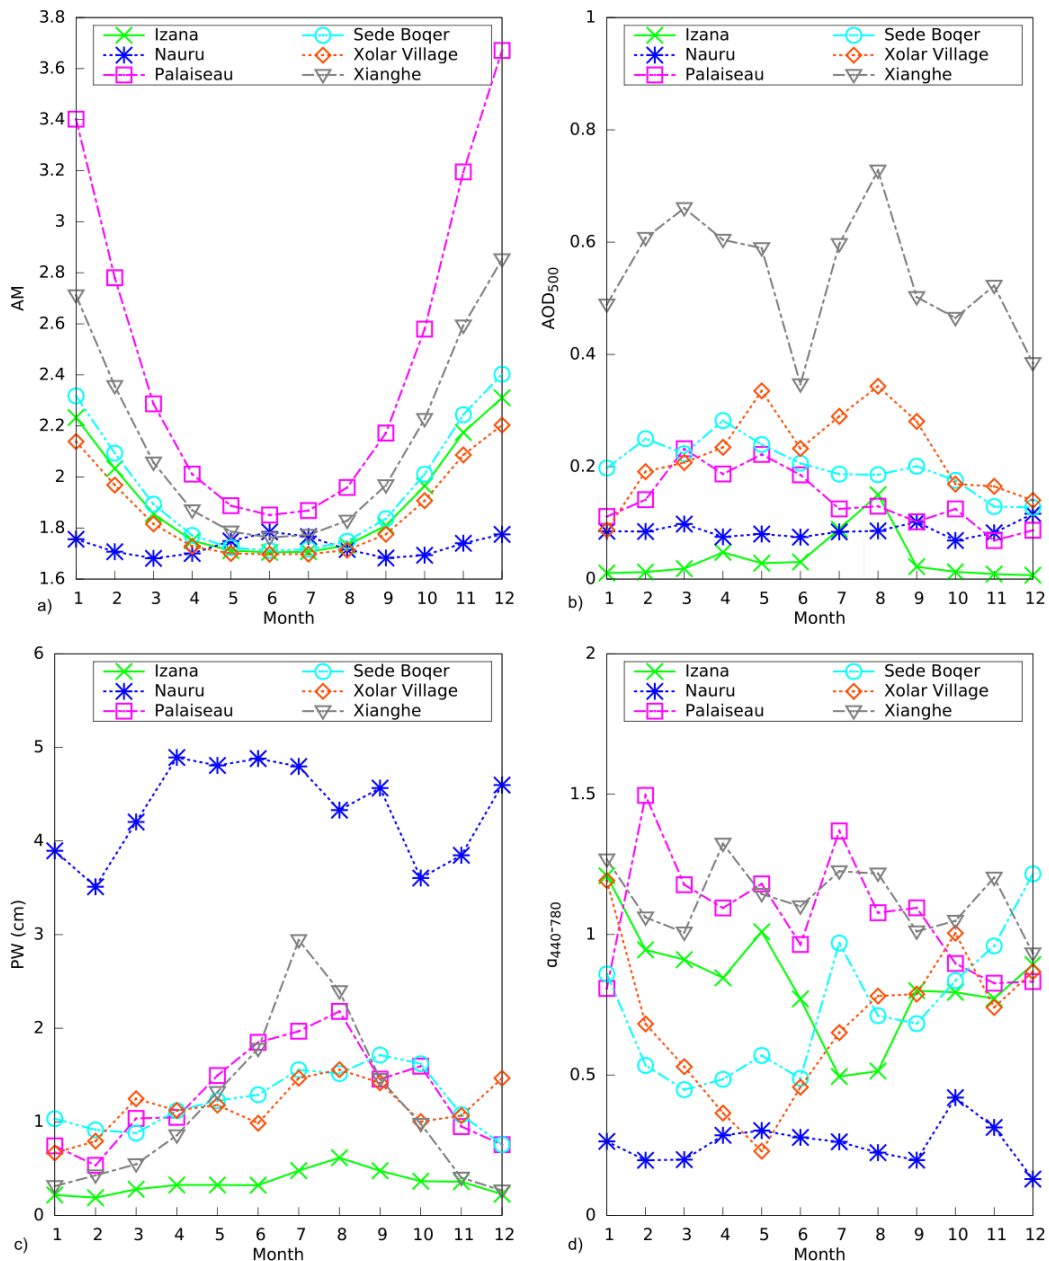 3.8
3.6
3.4
3.2
3
2.8
2.6
2.4
2.2
2
1.8
1.6
AM
Izana
Nauru
Palaiseau
Sede Boqer
Xolar Village
Xianghe
1 2 3 4 5 6 7 8 9 10 11 12
Month
a)
1
0.8
0.6
0.4
0.2
0
AOD500
Izana
Nauru
Palaiseau
Sede Boqer
Xolar Village
Xianghe
1 2 3 4 5 6 7 8 9 10 11 12
Month
b)
6
5
4
3
2
1
0
PW (cm)
Izana
Nauru
Palaiseau
Sede Boqer
Xolar Village
Xianghe
1 2 3 4 5 6 7 8 9 10 11 12
Month
c)
2
1.5
1
0.5
0
α440-780
Izana
Nauru
Palaiseau
Sede Boqer
Xolar Village
Xianghe
1 2 3 4 5 6 7 8 9 10 11 12
Month
d)